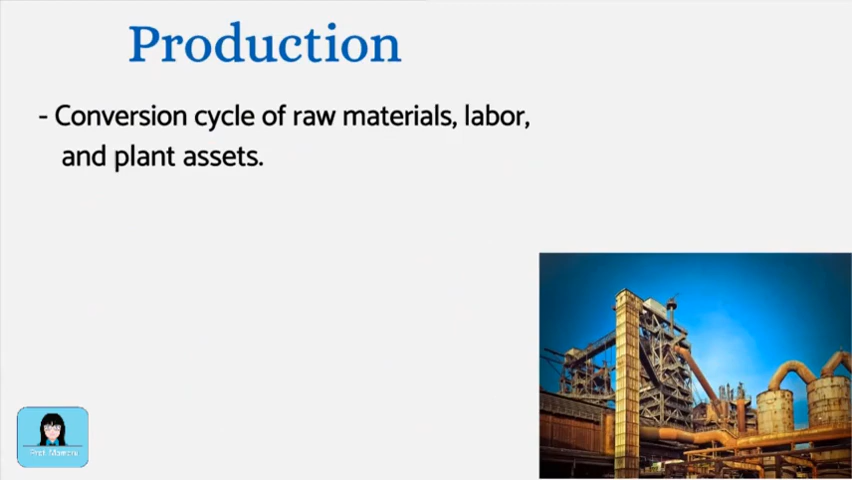 Production
- Conversion cycle of raw materials, labor,
and plant assets.